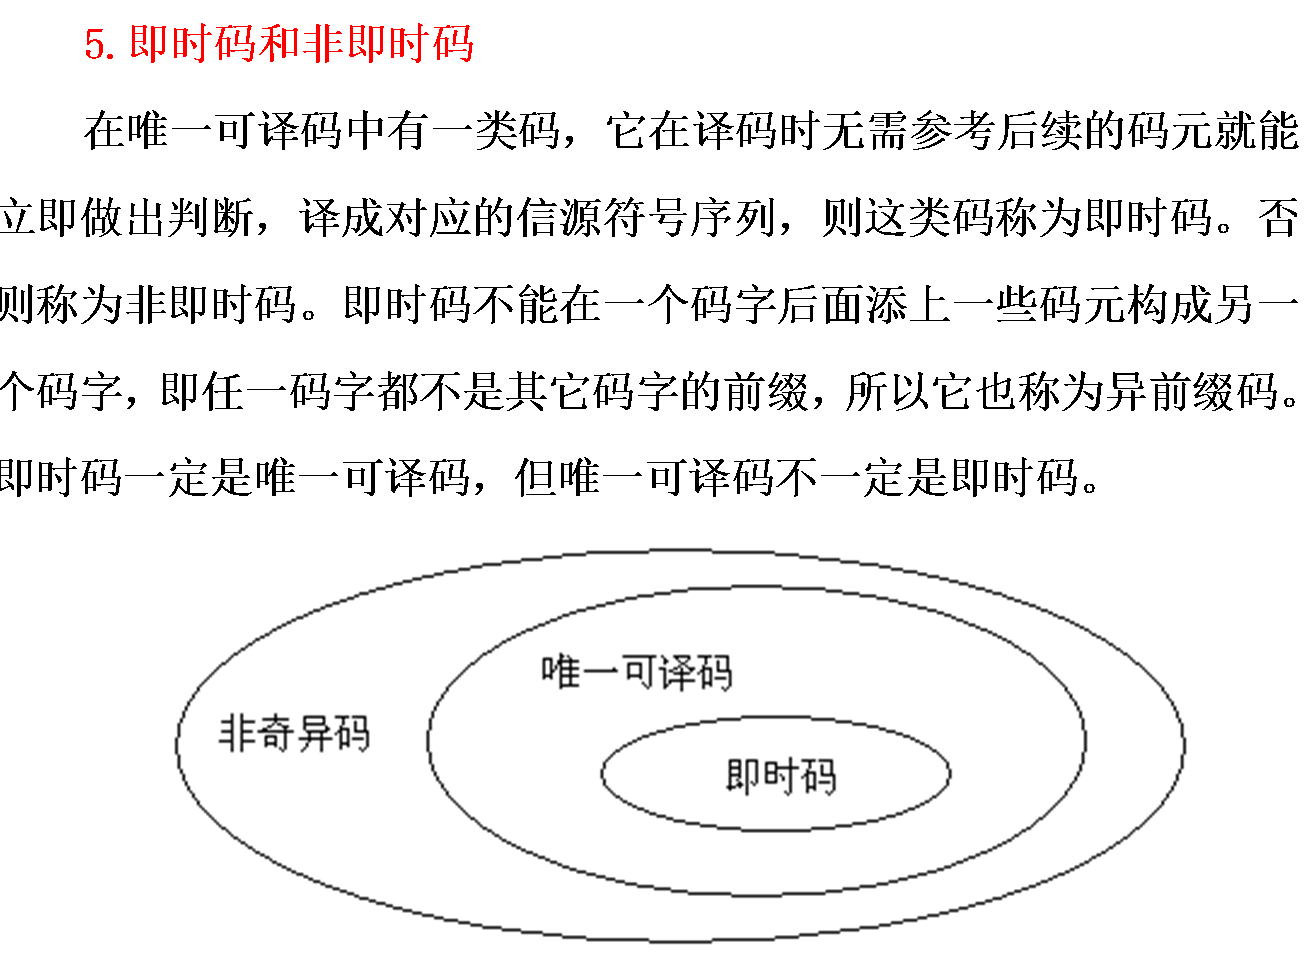 5. 即时码和非即时码
在唯一可译码中有一类码，它在译码时无需参考后续的码元就能
立即做出判断，译成对应的信源符号序列，则这类码称为即时码。否
则称为非即时码。即时码不能在一个码字后面添上一些码元构成另一
个码字，即任一码字都不是其它码字的前缀，所以它也称为异前缀码。
即时码一定是唯一可译码，但唯一可译码不一定是即时码。
唯一可译码
非奇异码
即时码